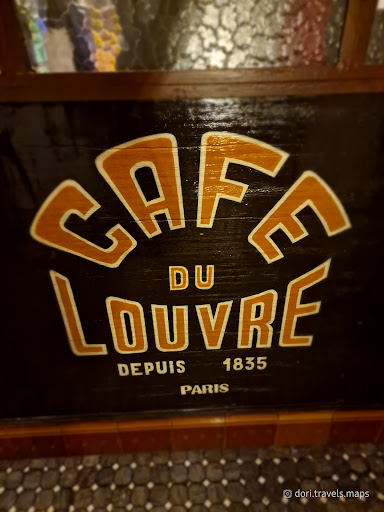 CAFE
DU
LOUVRE
DEPUIS 1835
PARIS
dori.travels.maps